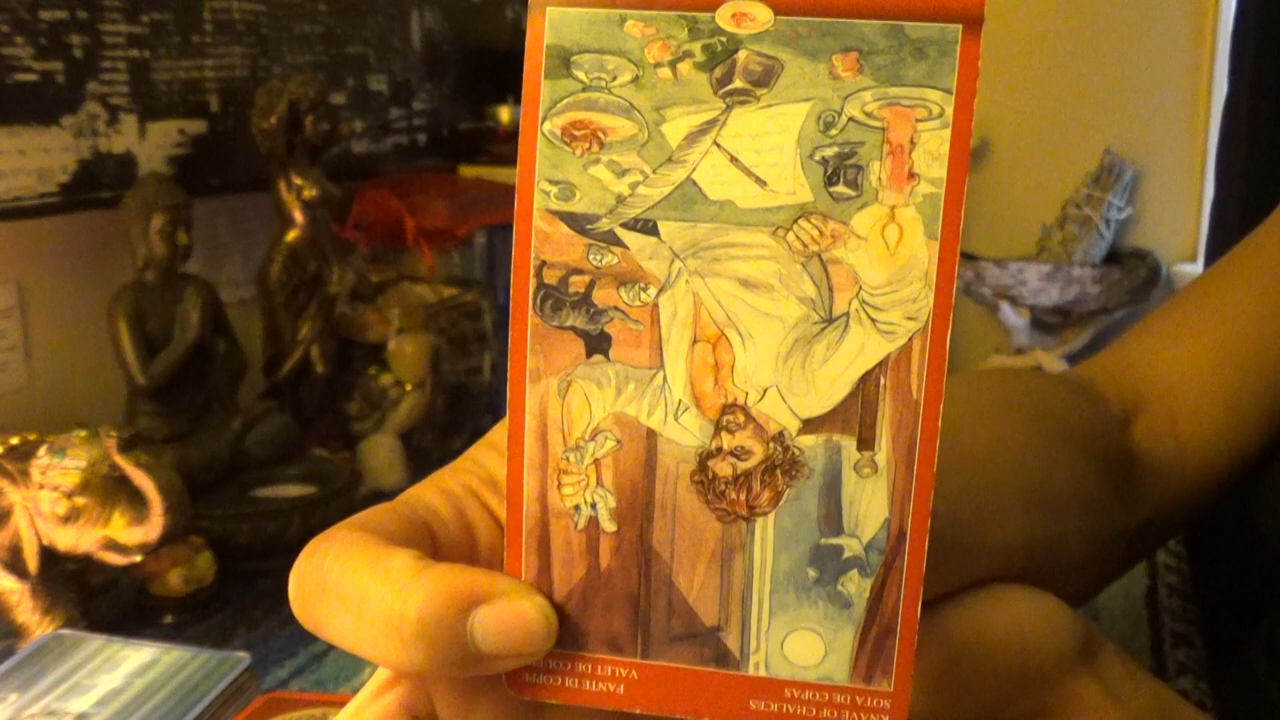 KNAVE OF CHALICES
SOTA DE COPAS
FANTE DI COPPE
VALET DE